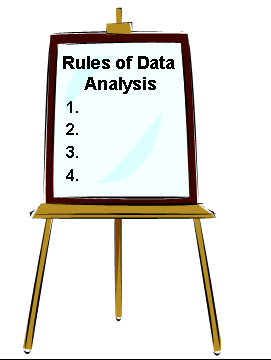 Rules of Data
Analysis
1.
2.
3.
4.